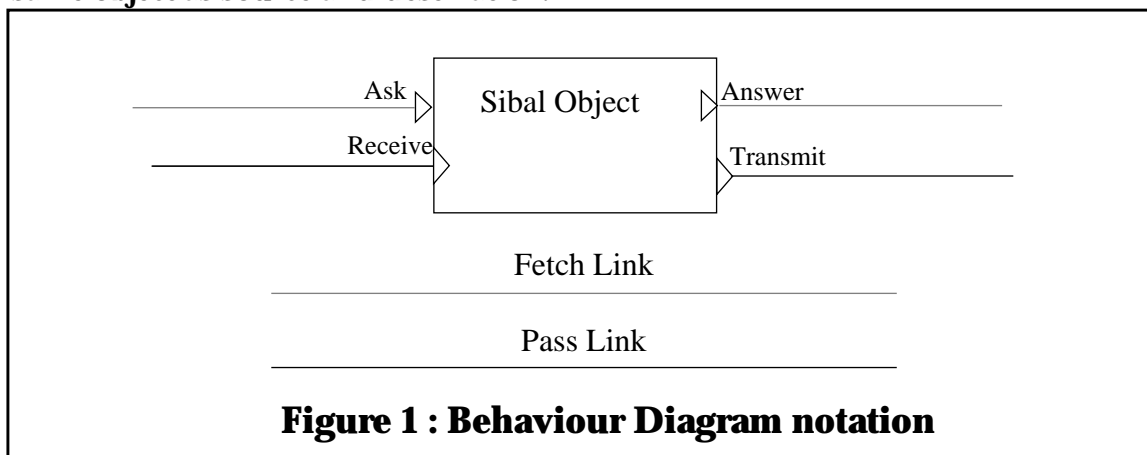 Ask
Sibal Object
Answer
Receive
Transmit
Fetch Link
Pass Link
Figure 1 : Behaviour Diagram notation